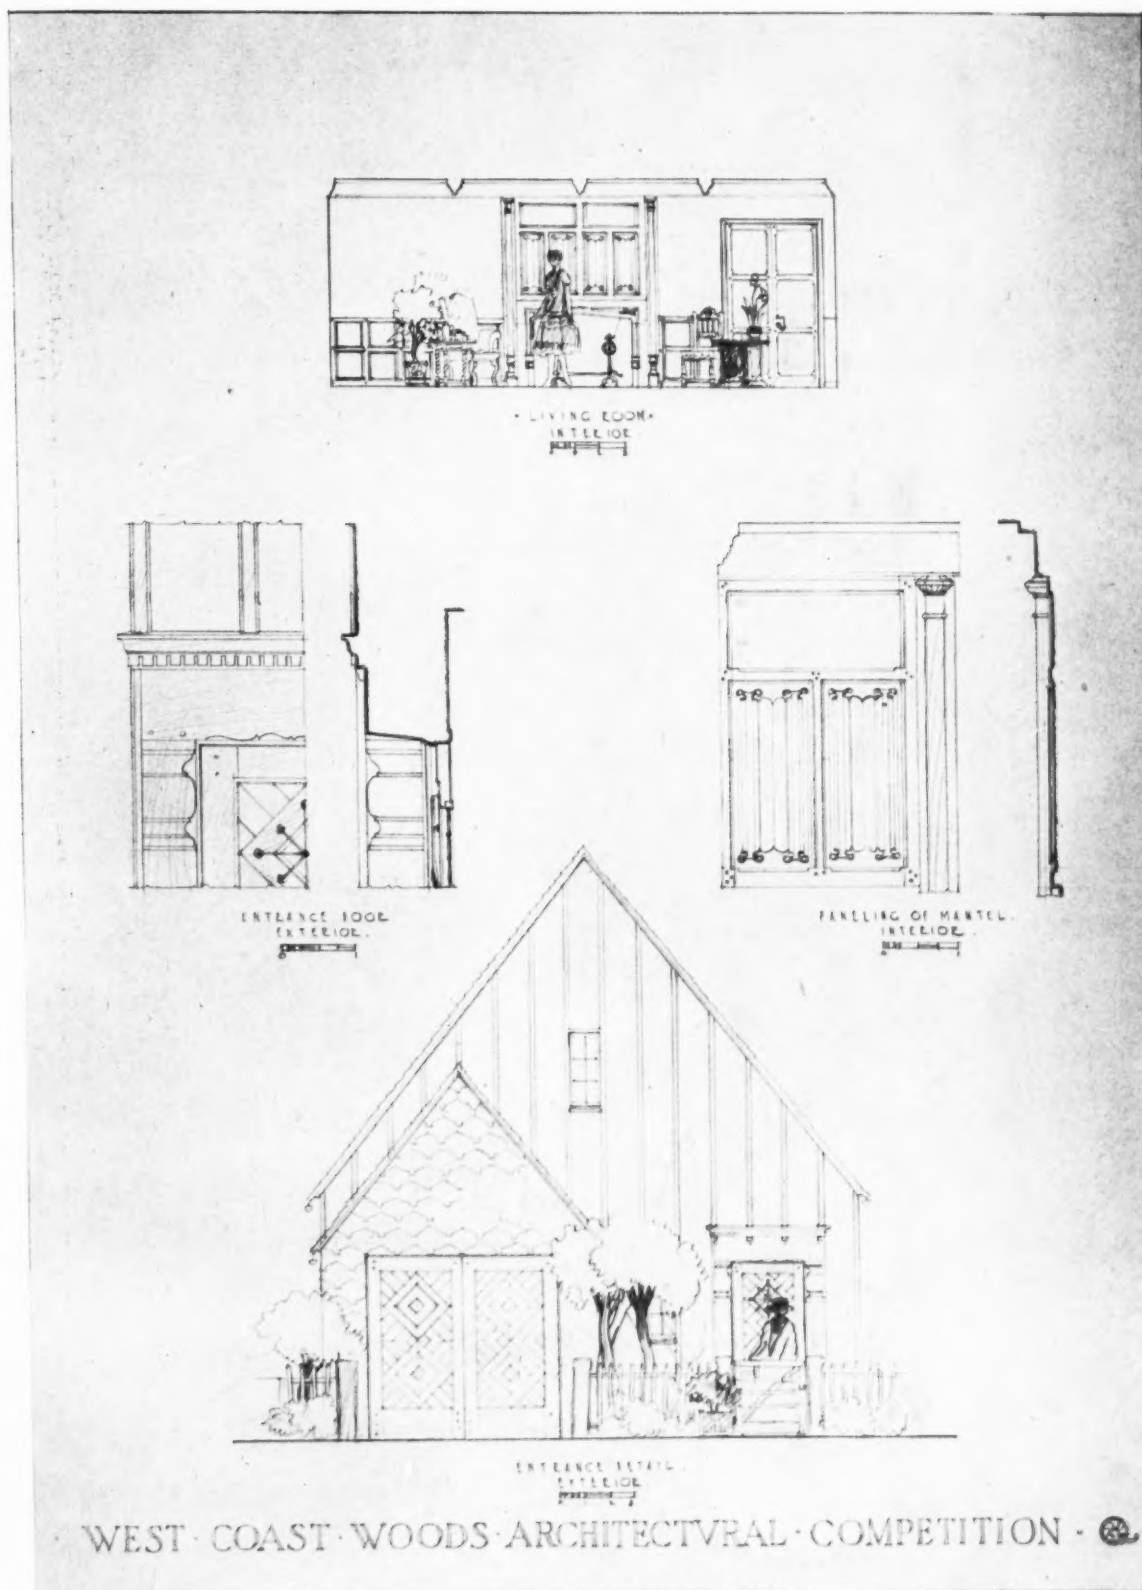 • LIVING ROOM •
INTERIOR
ENTRANCE DOOR
EXTERIOR.
PANELING OF MANTEL.
INTERIOR.
ENTRANCE DETAIL.
EXTERIOR
· WEST · COAST · WOODS · ARCHITECTVRAL · COMPETITION ·